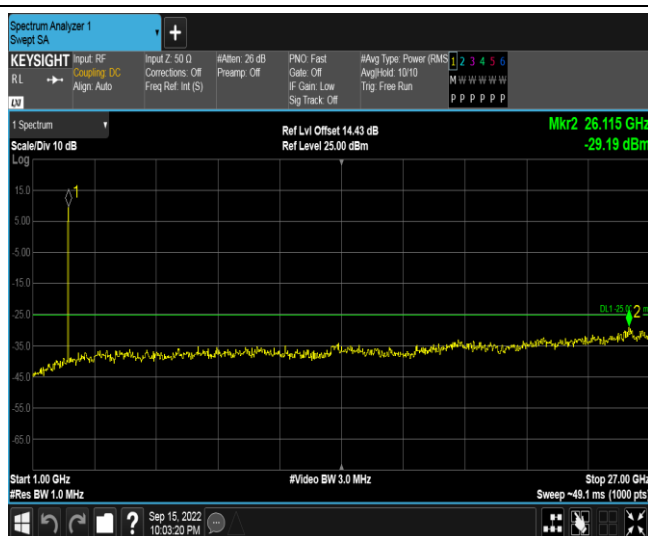 Spectrum Analyzer 1
Swept SA
+
KEYSIGHT Input: RF Input Z: 50 Ω #Atten: 26 dB PNO: Fast #Avg Type: Power (RMS 1 2 3 4 5 6
RL Coupling: DC Corrections: Off Preamp: Off Gate: Off Avg|Hold: 10/10 M W W W W W
Align: Auto Freq Ref: Int (S) IF Gain: Low Trig: Free Run
Sig Track: Off P P P P P P
LXI
1 Spectrum Ref Lvl Offset 14.43 dB Mkr2 26.115 GHz
Scale/Div 10 dB Ref Level 25.00 dBm -29.19 dBm
Log
1
15.0
5.00
-5.00
-15.0
DL1 -25.00
2
-25.0
-35.0
-45.0
-55.0
-65.0
Start 1.00 GHz #Video BW 3.0 MHz Stop 27.00 GHz
#Res BW 1.0 MHz Sweep ~49.1 ms (1000 pts)
? Sep 15, 2022
10:03:20 PM